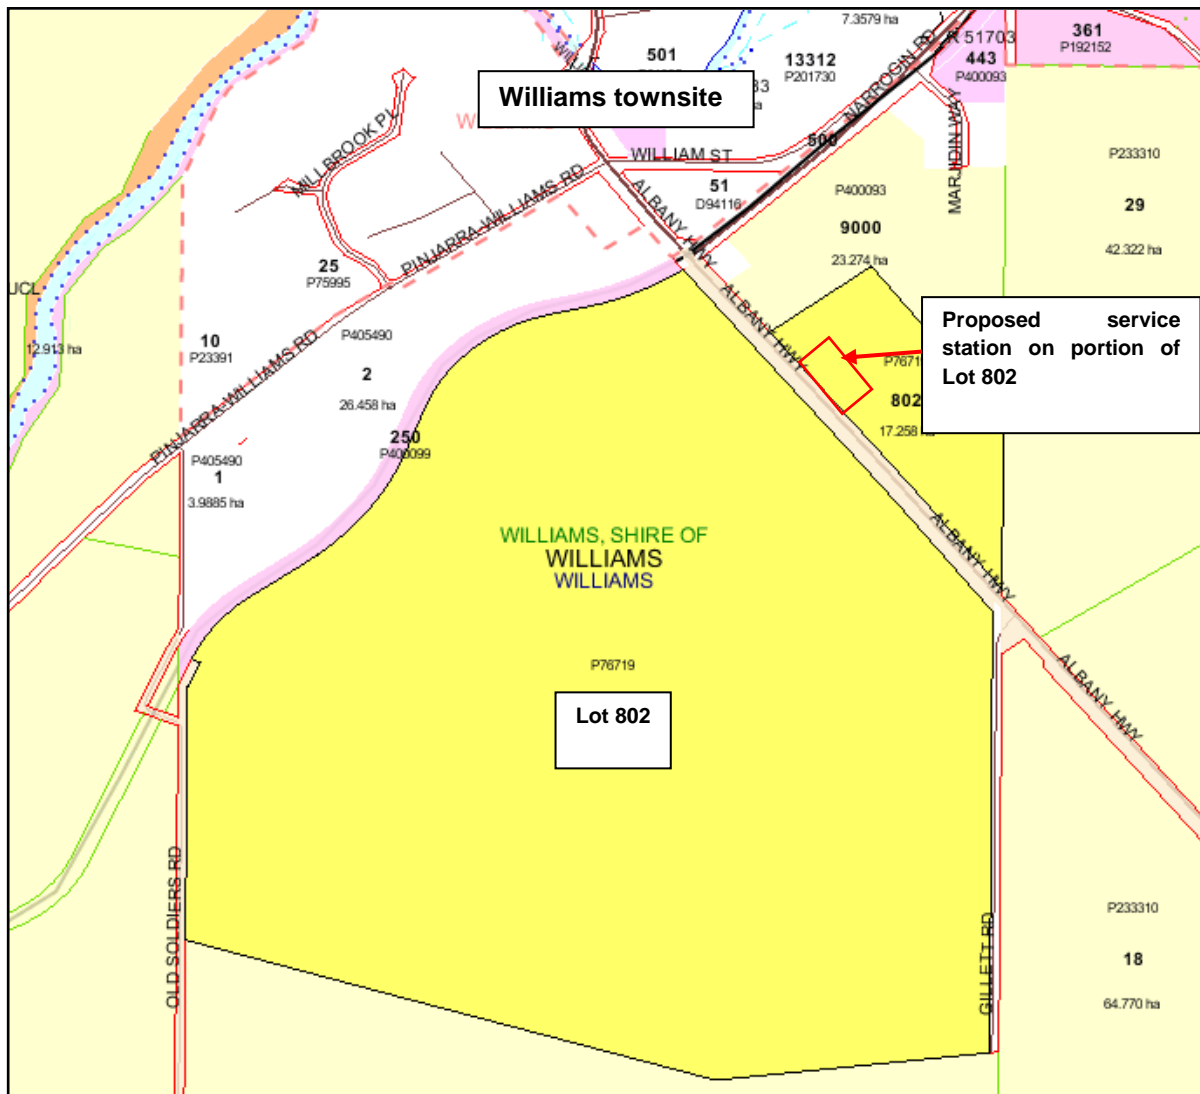 7.3579 ha
361
P192152
K 51703
443
P400093
501
13312
P201730
NARROGIN RD
Williams townsite
MILLBROOK PL
WILLIAM ST
500
MARJIDIN WAY
51
D94116
ALBANY HWY
P400093
9000
23.274 ha
P233310
29
42.322 ha
PINJARRA-WILLIAMS RD
25
P75995
UCL
12.913 ha
10
P23391
P405490
2
26.458 ha
ALBANY HWY
Proposed service
station on portion of
Lot 802
802
PINJARRA-WILLIAMS RD
250
P400099
P405490
1
3.9885 ha
WILLIAMS, SHIRE OF
WILLIAMS
WILLIAMS
ALBANY HWY
P76719
Lot 802
ALBANY HWY
OLD SOLDIERS RD
GILLETT RD
P233310
18
64.770 ha